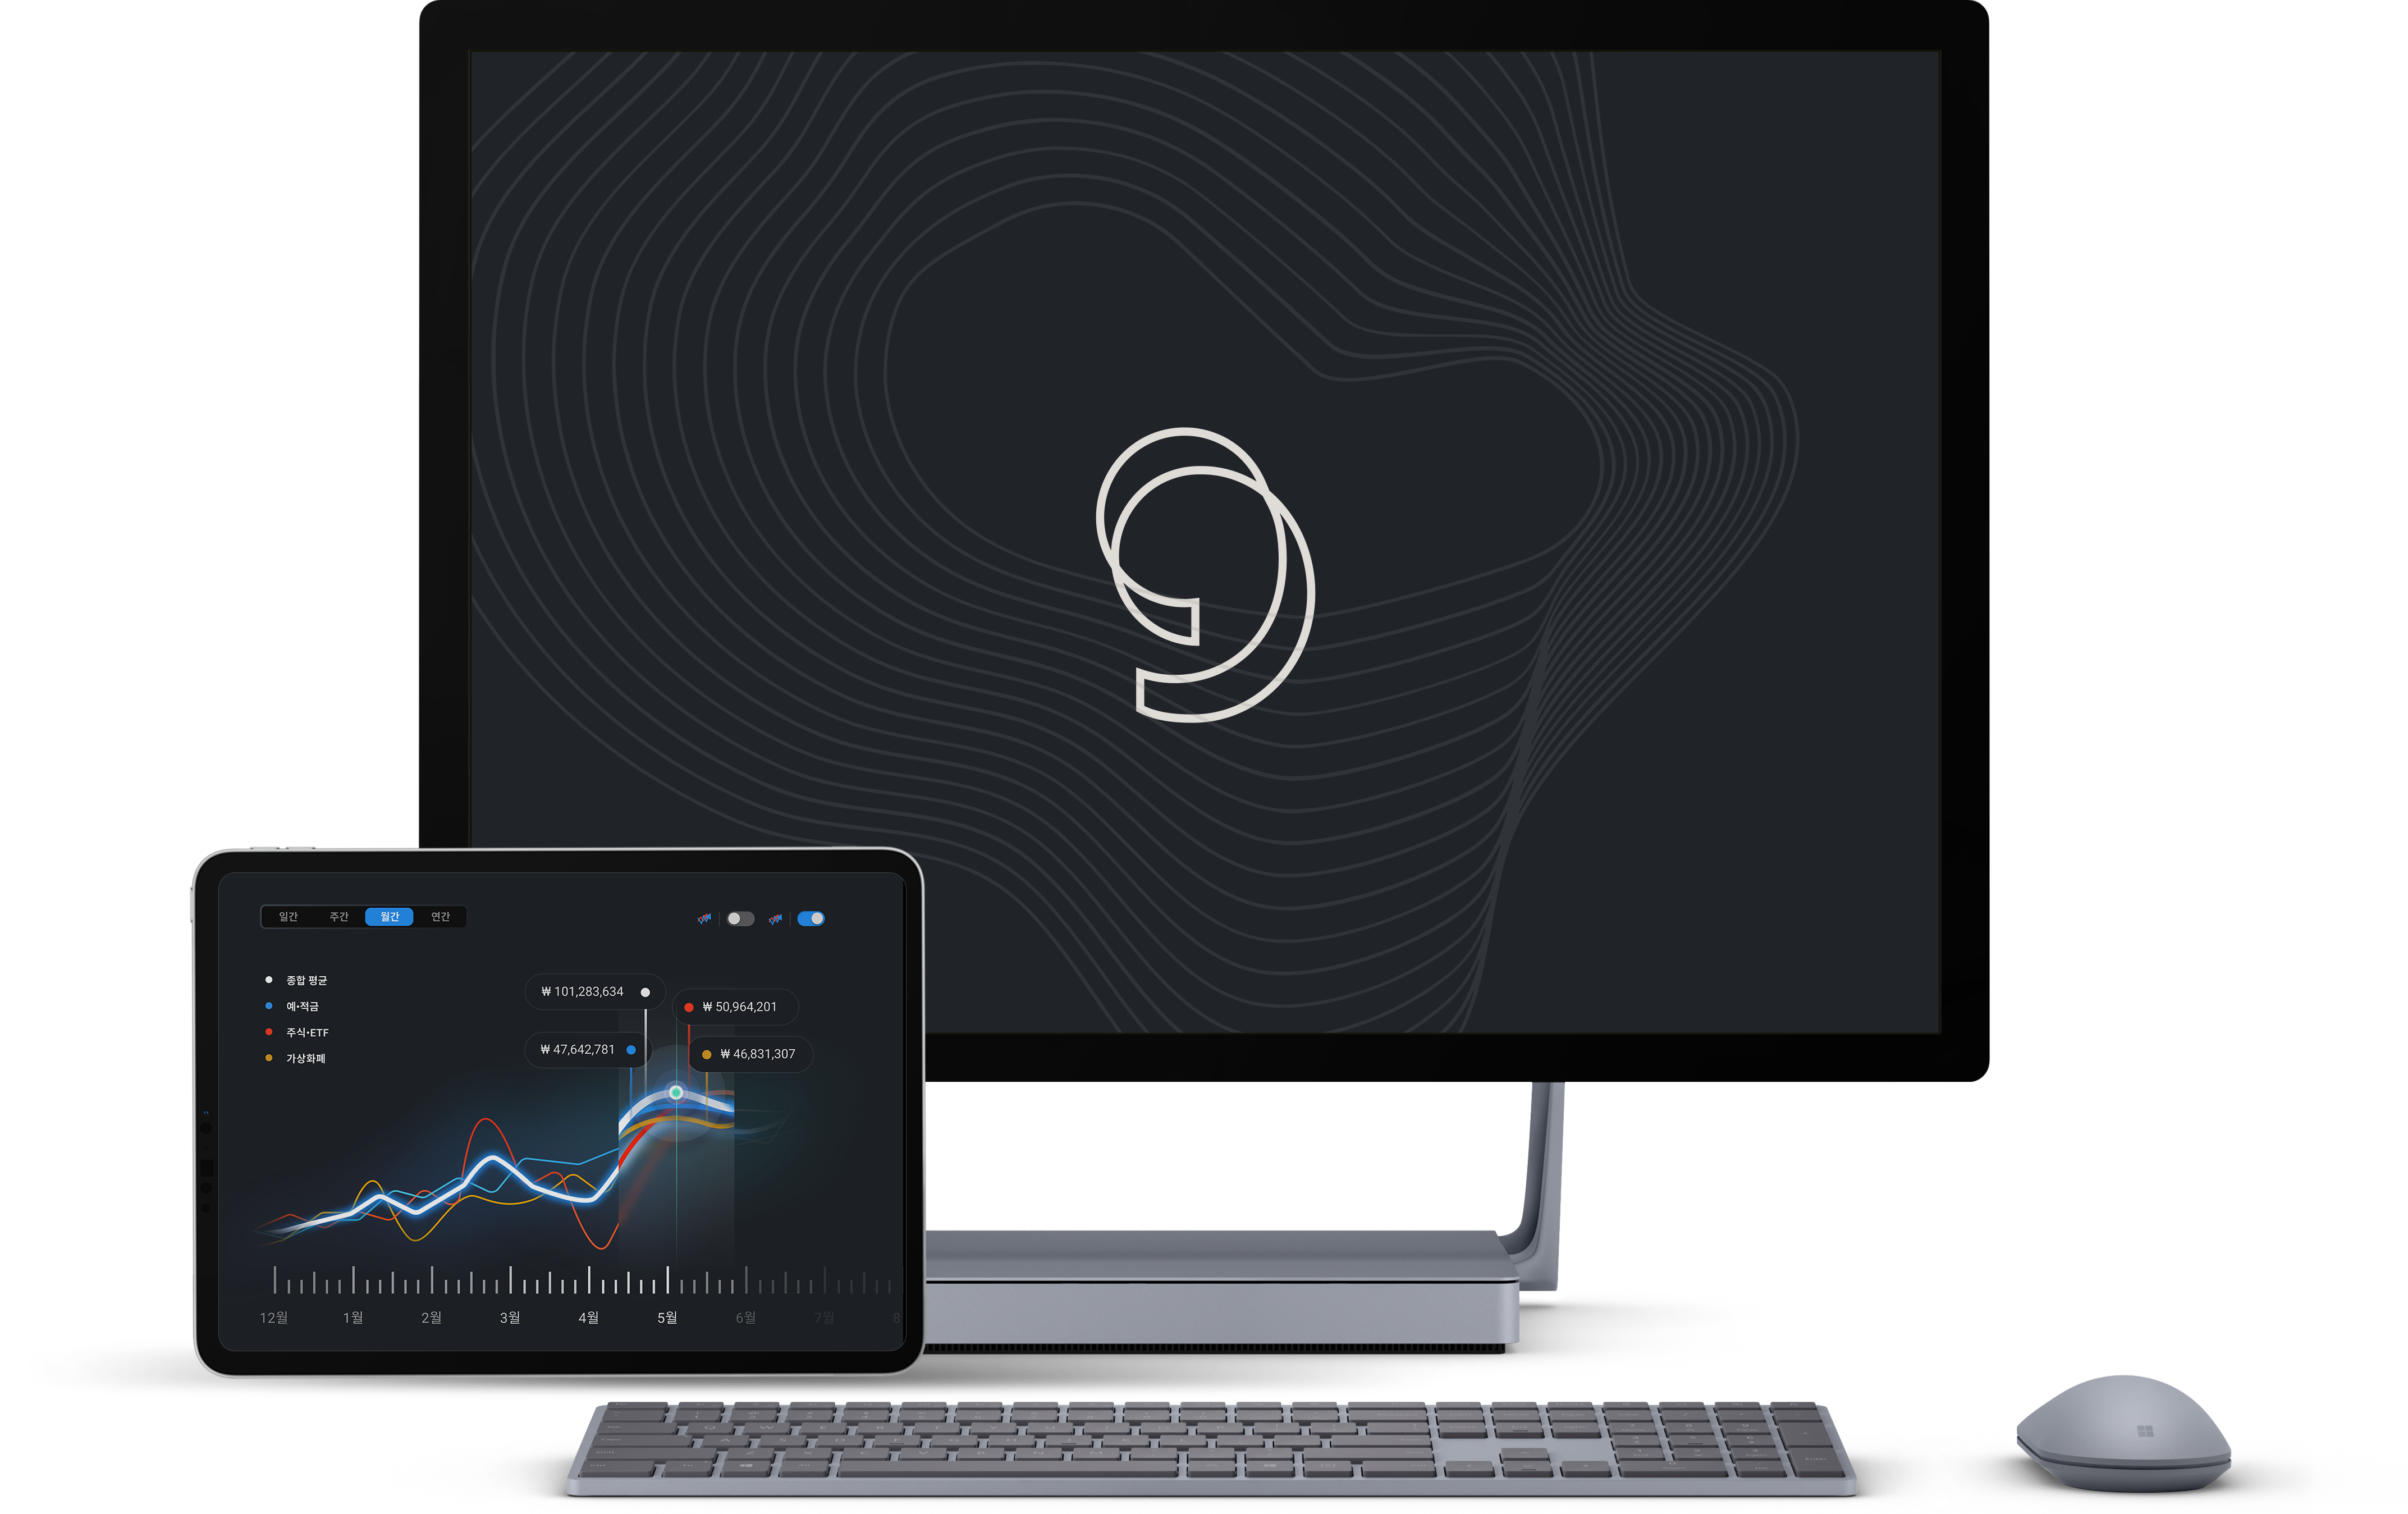 9
일간 주간 월간 연간
종합 평균
예•적금
주식•ETF
가상화폐
₩ 101,283,634
₩ 50,964,201
₩ 47,642,781
₩ 46,831,307
12월 1월 2월 3월 4월 5월 6월 7월